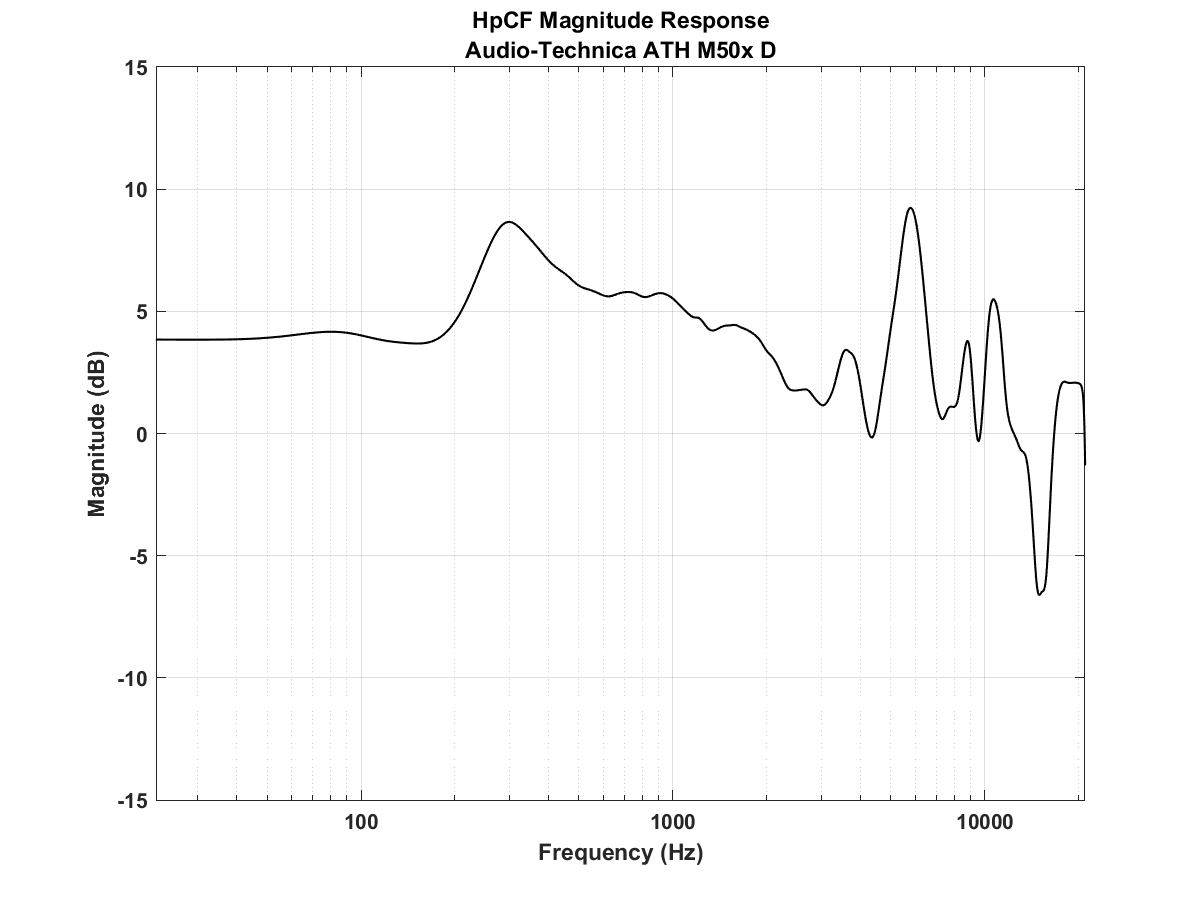 HpCF Magnitude Response
Audio-Technica ATH M50x D
15
10
5
0
-5
-10
-15
Magnitude (dB)
100
1000
10000
Frequency (Hz)